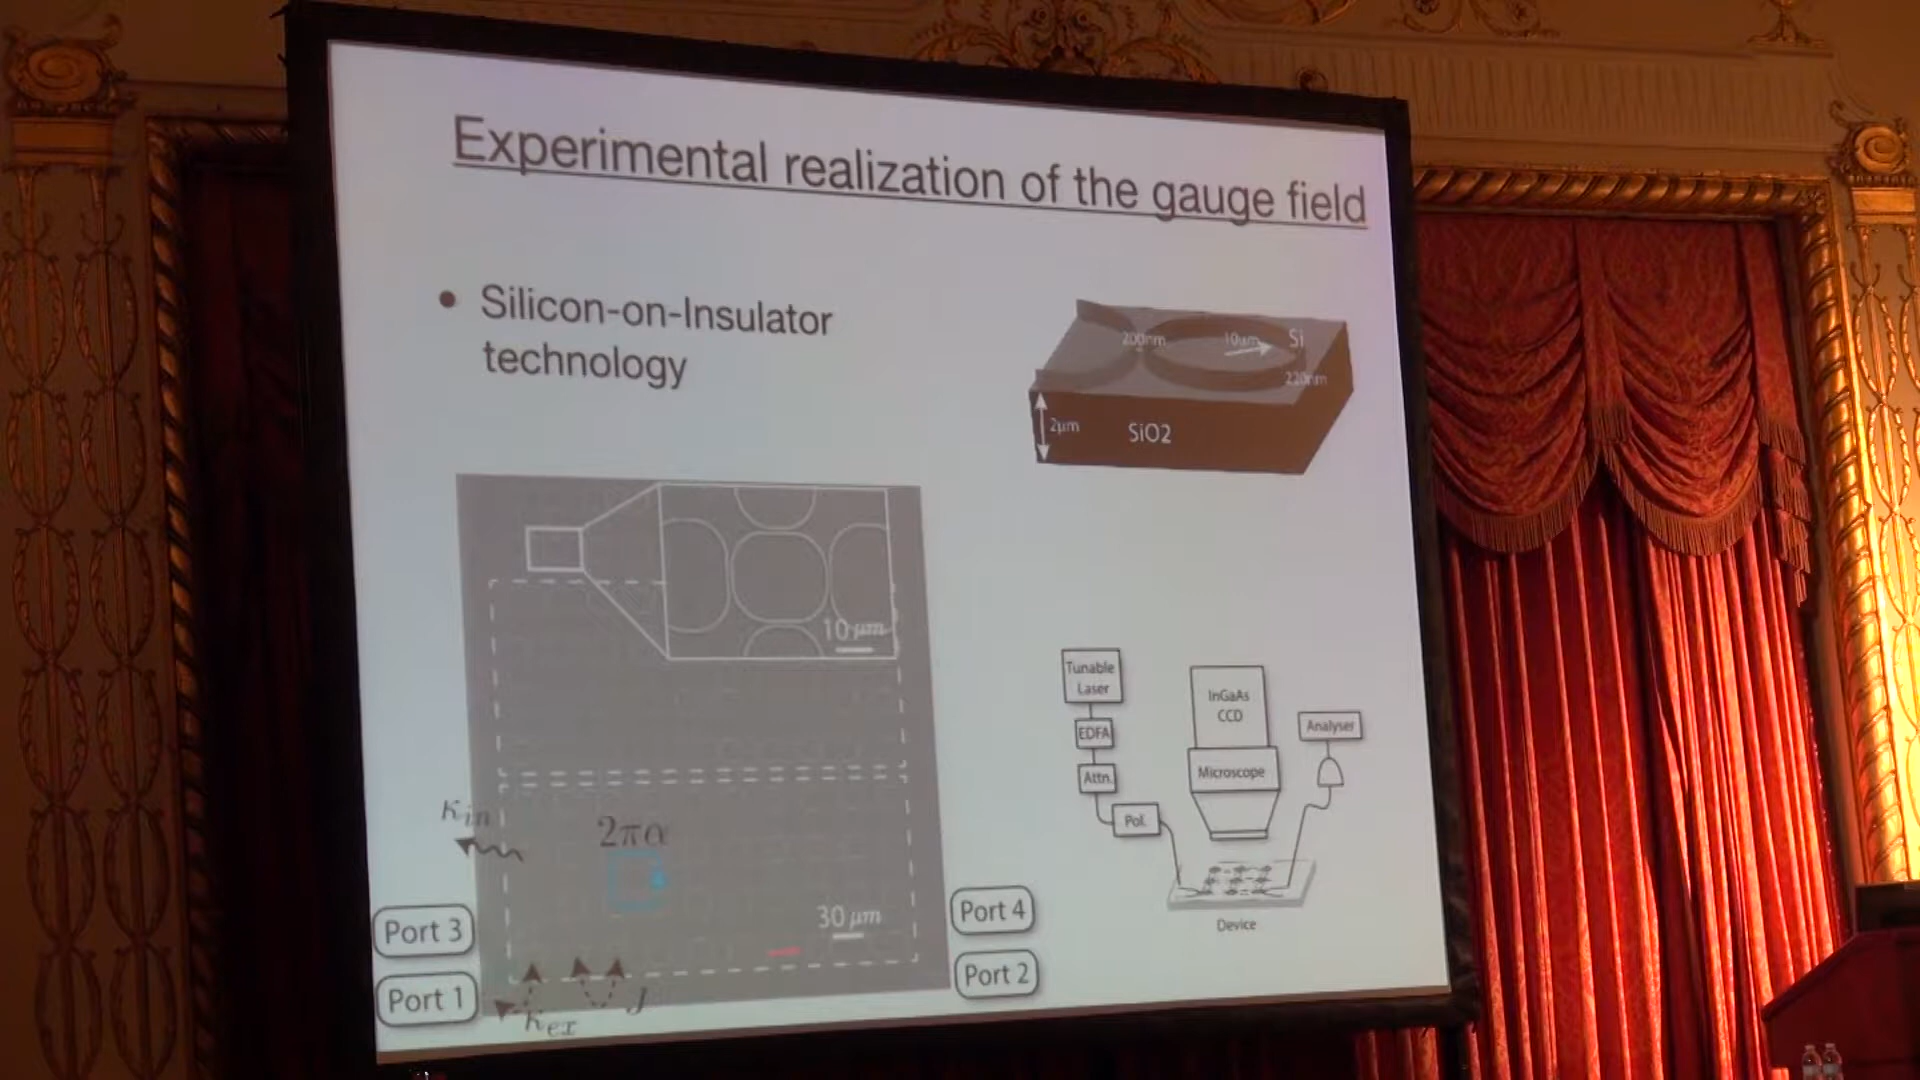 Experimental realization of the gauge field
• Silicon-on-Insulator
technology
200nm
10μm
Si
220nm
2μm
SiO2
10 μm
κin
2πα
30 μm
Port 3
Port 1
Port 4
Port 2
κex
J
Tunable
Laser
EDFA
Attn.
Pol.
InGaAs
CCD
Microscope
Analyser
Device